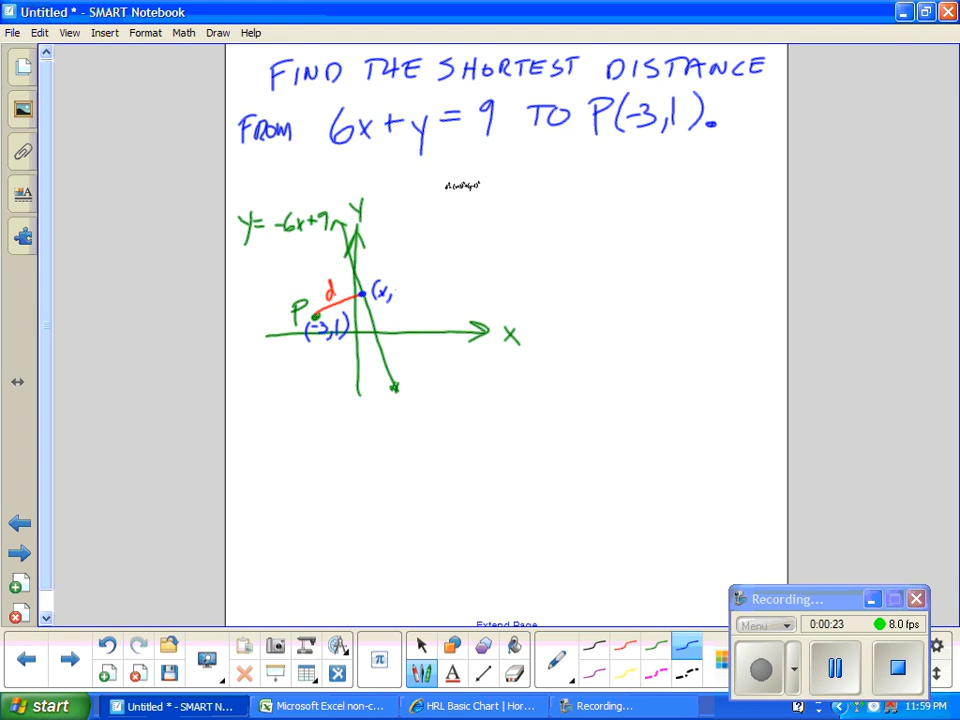 Untitled * - SMART Notebook
File Edit View Insert Format Math Draw Help
FIND THE SHORTEST DISTANCE
FROM 6x+y = 9 TO P(-3,1).
Y= -6x+9
Y
d
(x,
P
(-3,1)
X
Extend Page
Recording...
Menu
0:00:23
8.0 fps
π
A
start
Untitled * - SMART N...
Microsoft Excel non-c...
HRL Basic Chart | Hor...
Recording...
11:59 PM